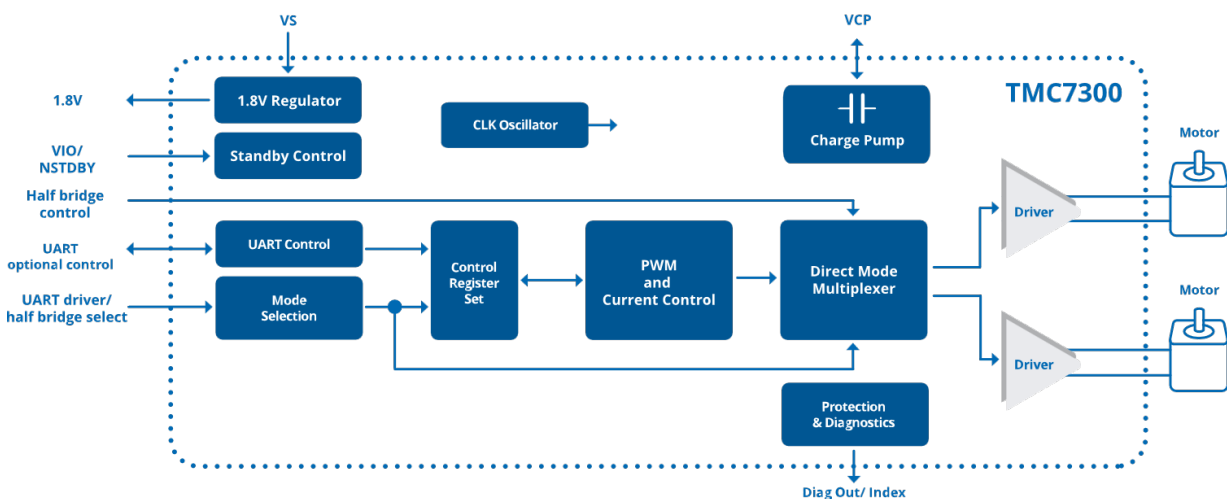 VS
VCP
TMC7300
1.8V
1.8V Regulator
CLK Oscillator
Charge Pump
Motor
VIO/
NSTDBY
Standby Control
Half bridge
control
Driver
UART
optional control
UART Control
Control
Register
Set
PWM
and
Current Control
Direct Mode
Multiplexer
UART driver/
half bridge select
Mode
Selection
Motor
Driver
Protection
& Diagnostics
Diag Out/ Index